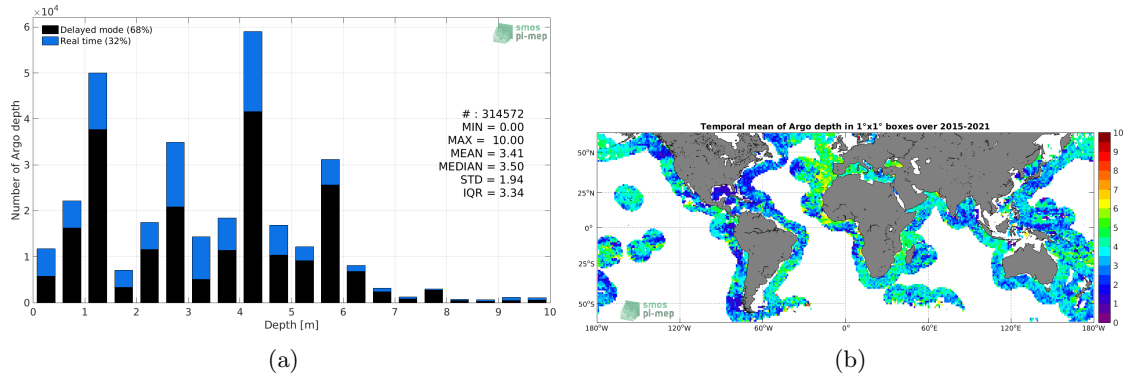 ×10⁴
6
5
4
3
2
1
0
Number of Argo depth
Delayed mode (68%)
Real time (32%)
smos
pi-mep
# : 314572
MIN = 0.00
MAX = 10.00
MEAN = 3.41
MEDIAN = 3.50
STD = 1.94
IQR = 3.34
0 1 2 3 4 5 6 7 8 9 10
Depth [m]
(a)
Temporal mean of Argo depth in 1°x1° boxes over 2015-2021
50°N
25°N
0°
25°S
50°S
180°W 120°W 60°W 0°E 60°E 120°E 180°W
smos
pi-mep
10
9
8
7
6
5
4
3
2
1
0
(b)